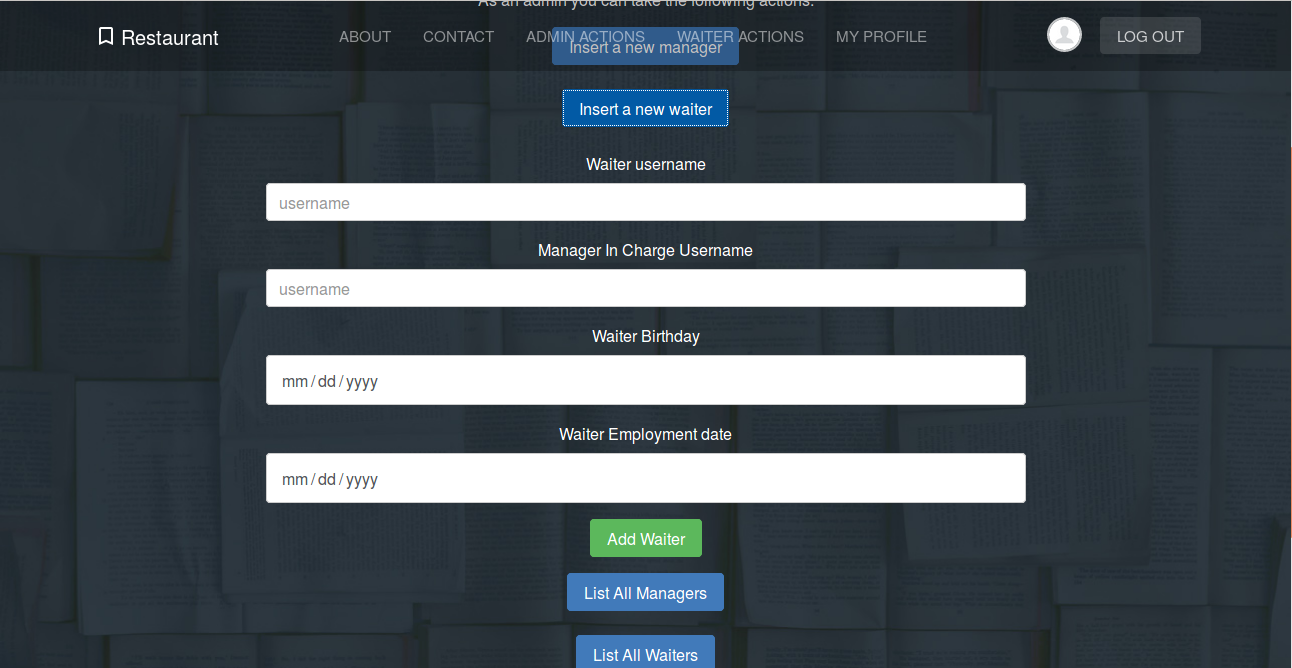 As an admin you can take the following actions:
Restaurant
ABOUT
CONTACT
ADMIN ACTIONS
WAITER ACTIONS
MY PROFILE
LOG OUT
Insert a new manager
Insert a new waiter
Waiter username
username
Manager In Charge Username
username
Waiter Birthday
mm/dd/yyyy
Waiter Employment date
mm/dd/yyyy
Add Waiter
List All Managers
List All Waiters